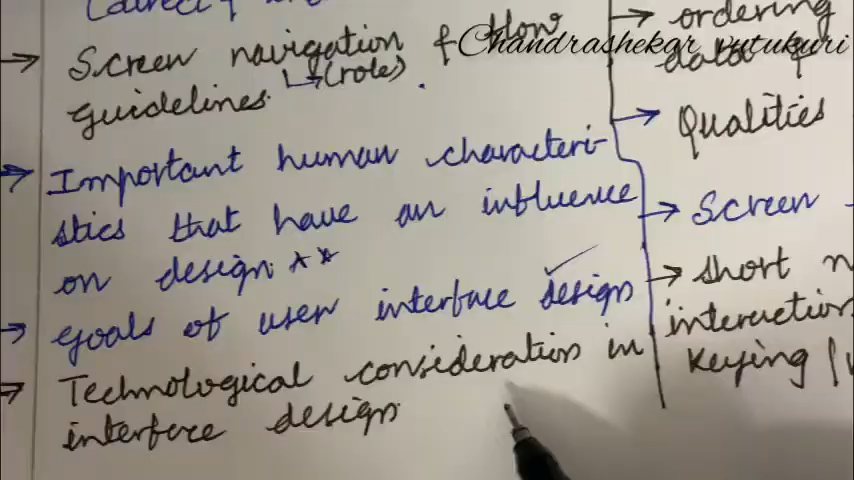 → Screen navigation & flow
guidelines. ↳(role)
→ Important human characteri-
stics that have an influence
on design **
→ goals of user interface design
→ Technological consideration in
interface design
→ ordering
data &
→ Qualities
→ Screen
→ short n
interaction
Keying /
Chandrashekar vutukuri